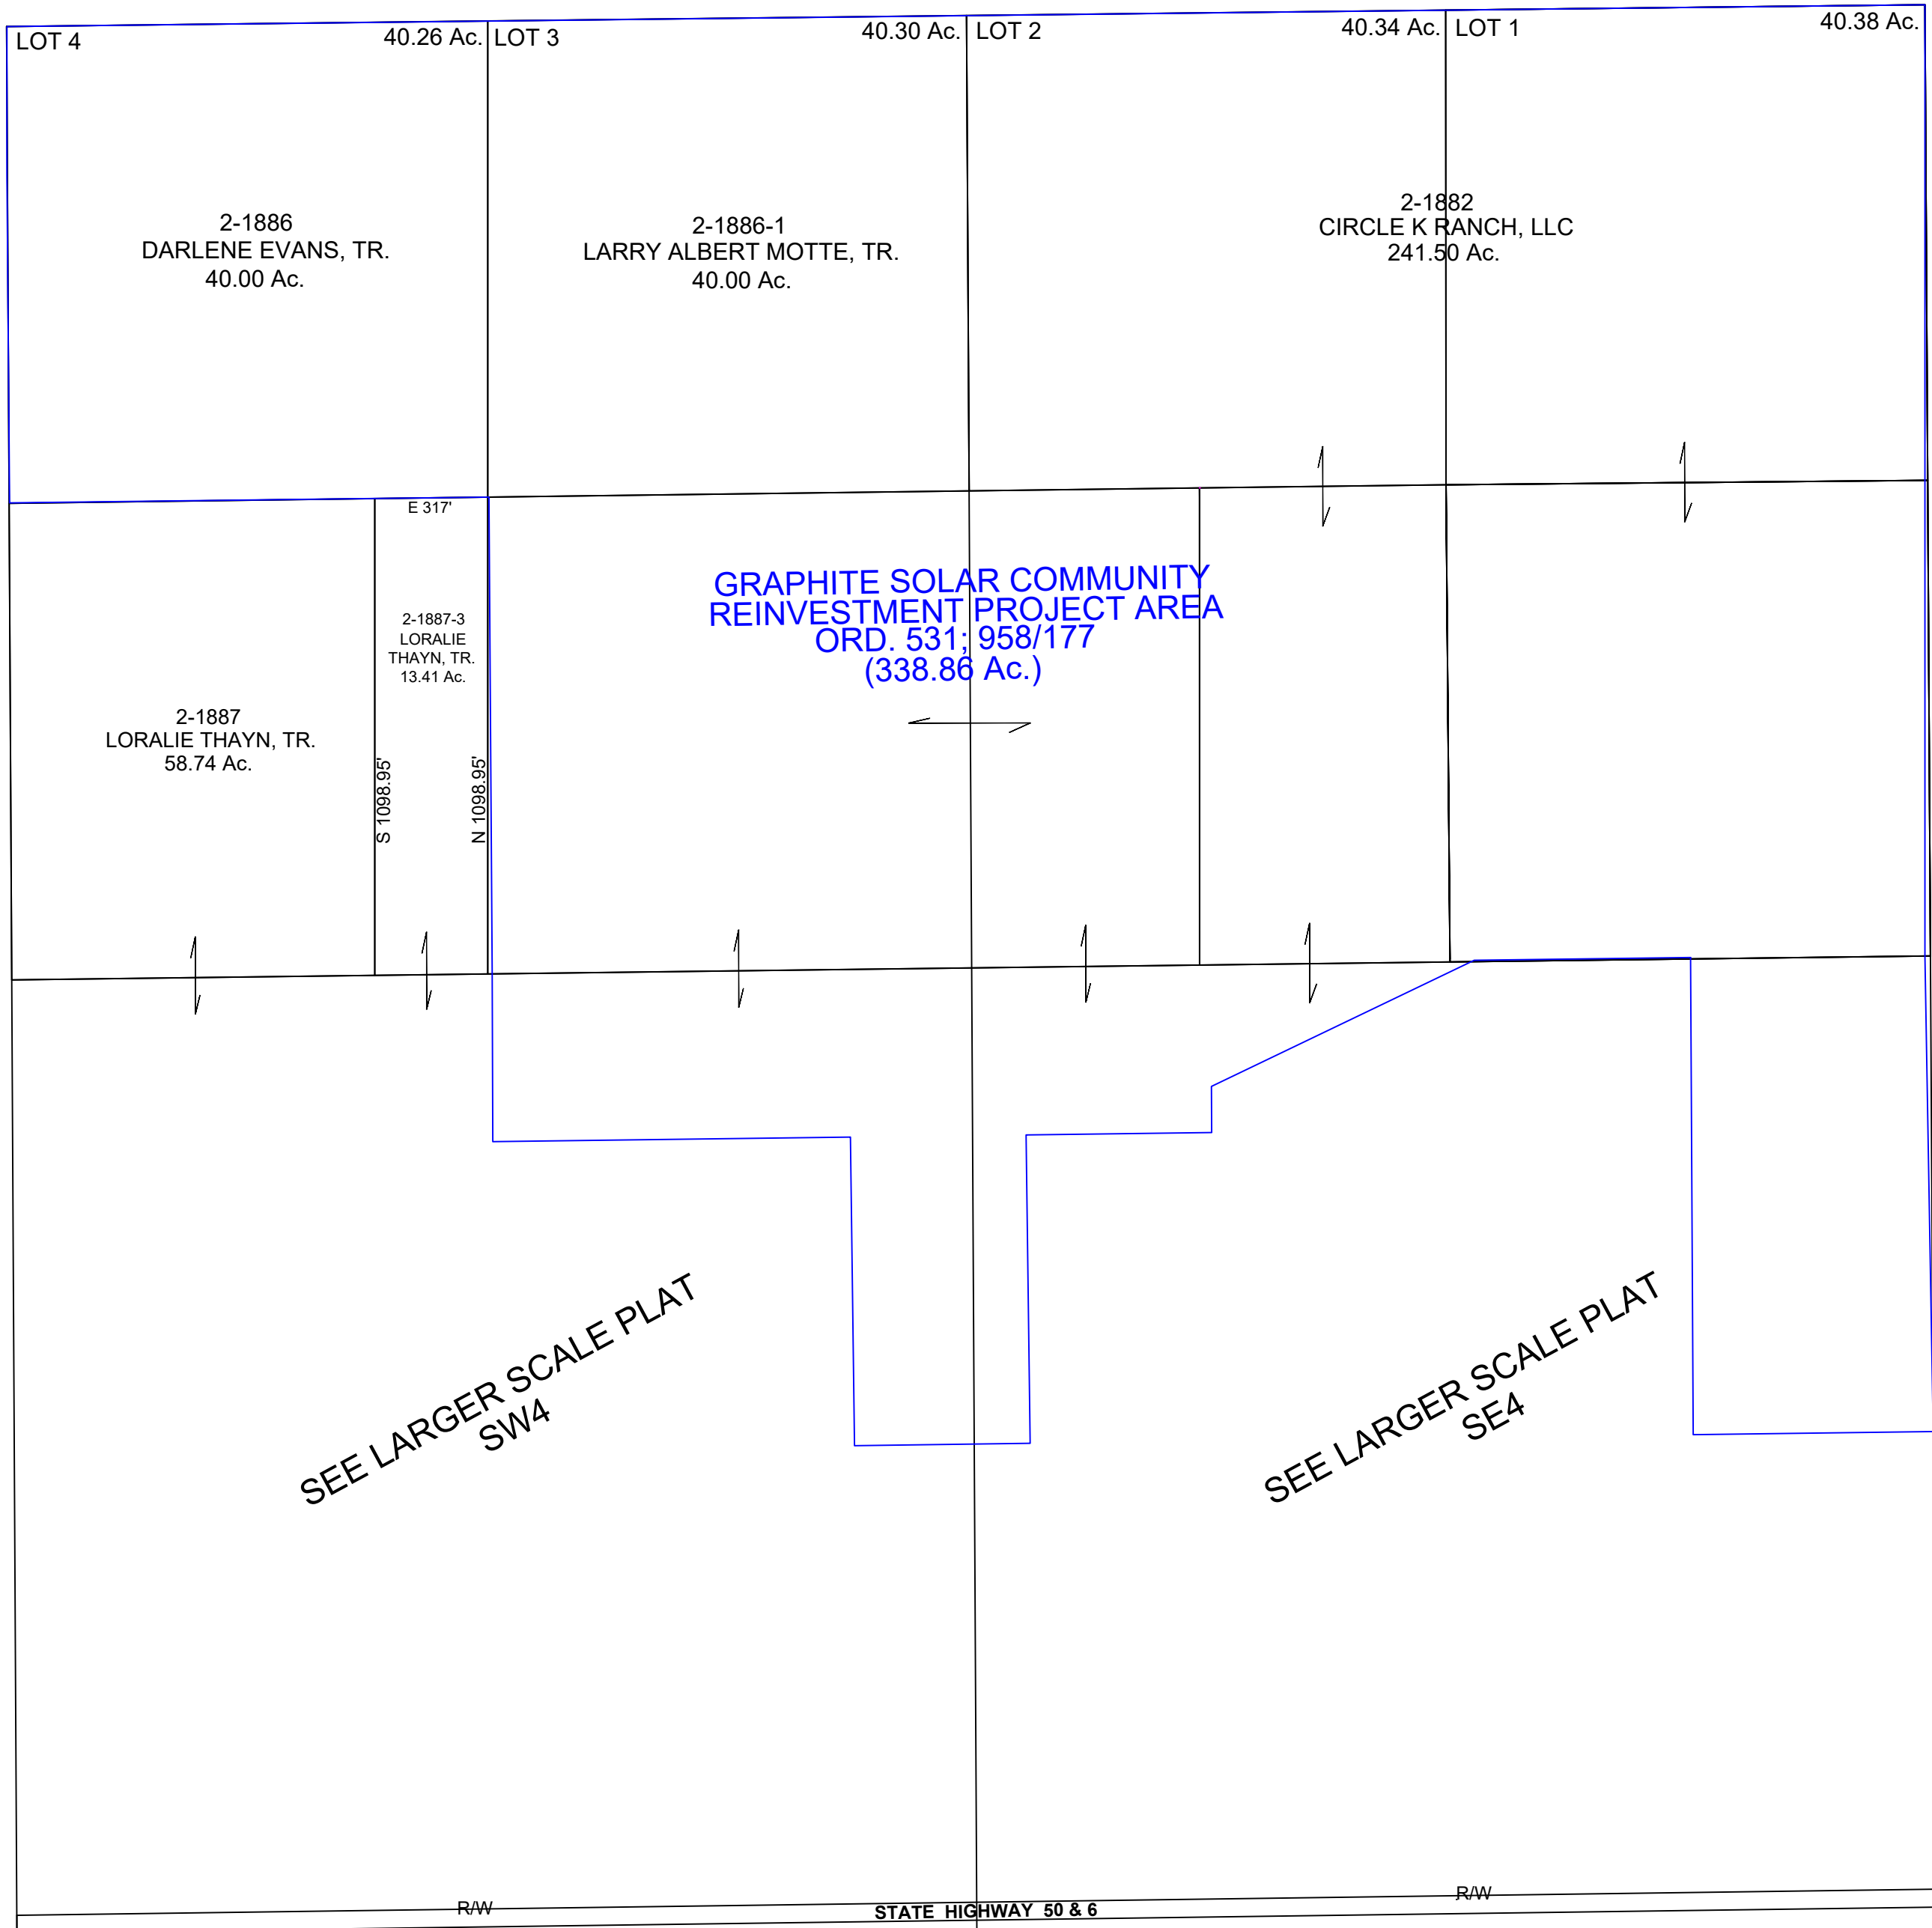 LOT 4
40.26 Ac.
LOT 3
40.30 Ac.
LOT 2
40.34 Ac.
LOT 1
40.38 Ac.
2-1886
DARLENE EVANS, TR.
40.00 Ac.
2-1886-1
LARRY ALBERT MOTTE, TR.
40.00 Ac.
2-1882
CIRCLE K RANCH, LLC
241.50 Ac.
E 317'
2-1887-3
LORALIE
THAYN, TR.
13.41 Ac.
GRAPHITE SOLAR COMMUNITY
REINVESTMENT PROJECT AREA
ORD. 531; 958/177
(338.86 Ac.)
2-1887
LORALIE THAYN, TR.
58.74 Ac.
S 1098.95'
N 1098.95'
SEE LARGER SCALE PLAT
SW4
SEE LARGER SCALE PLAT
SE4
R/W
R/W
STATE HIGHWAY 50 & 6